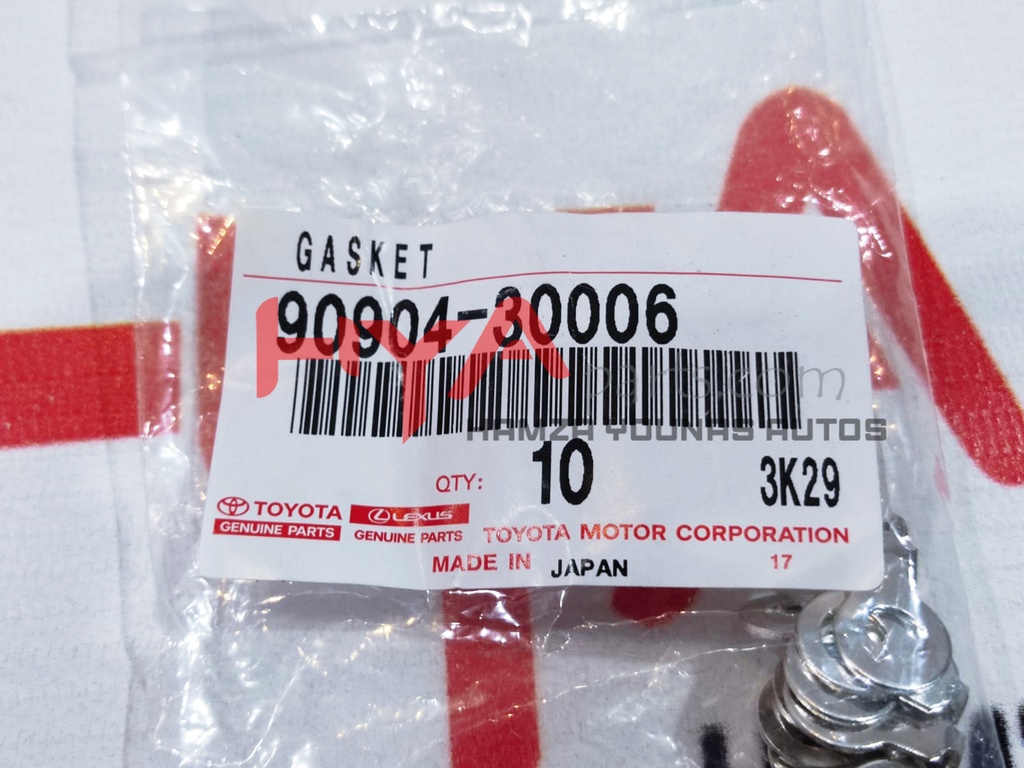 GASKET
90904-30006
HYA
parts.com
HAMZA YOUNAS AUTOS
QTY: 10 3K29
TOYOTA LEXUS
GENUINE PARTS GENUINE PARTS TOYOTA MOTOR CORPORATION
MADE IN JAPAN 17